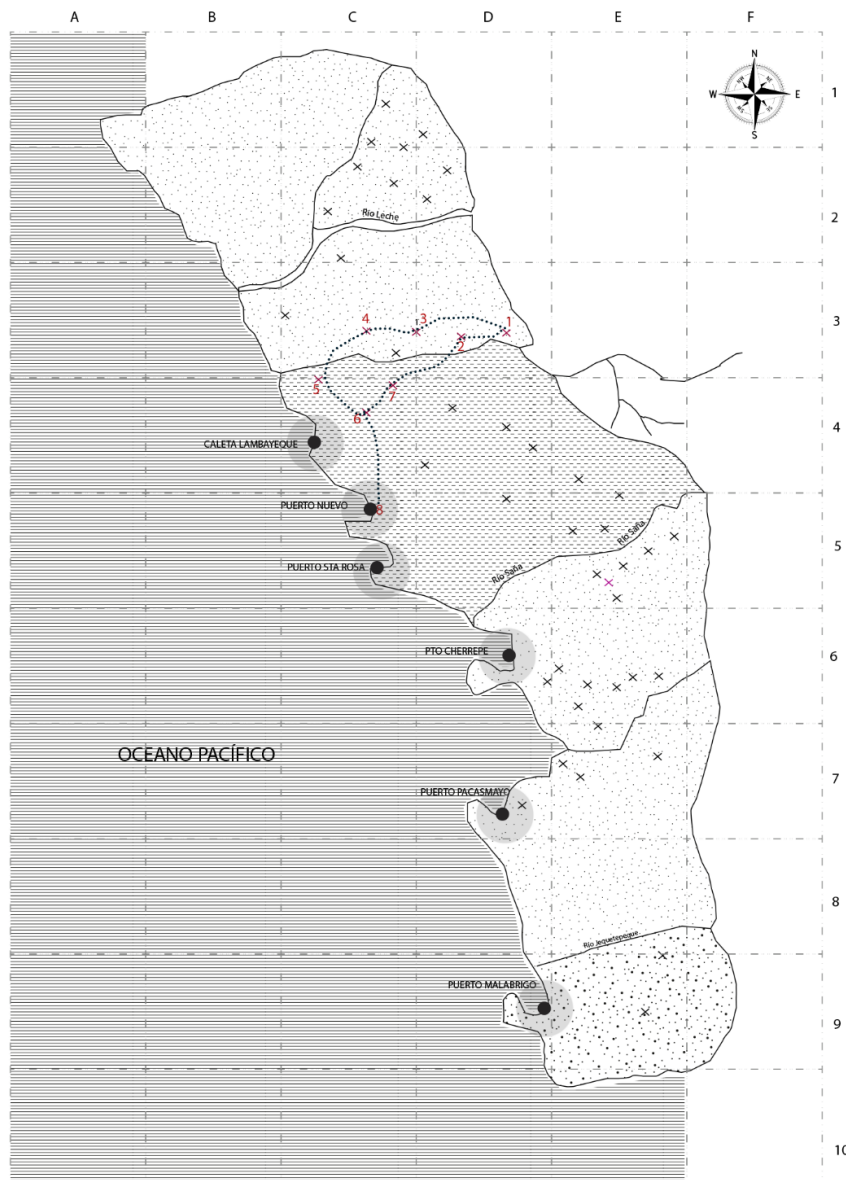 A B C D E F
N
W E
S
1
2
3
4
5
6
7
8
9
10
Río Leche
4 3 1
2
5 7
6
CALETA LAMBAYEQUE
PUERTO NUEVO 8
Río Saña
PUERTO STA ROSA
Río Saña
PTO CHERREPE
OCEANO PACÍFICO
PUERTO PACASMAYO
Río Jequetepeque
PUERTO MALABRIGO